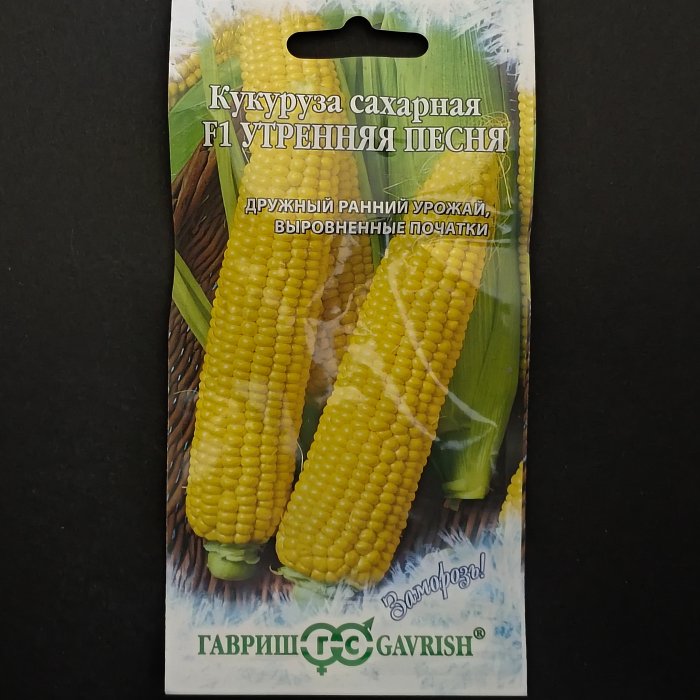 Кукуруза сахарная
F1 УТРЕННЯЯ ПЕСНЯ
ДРУЖНЫЙ РАННИЙ УРОЖАЙ,
ВЫРОВНЕННЫЕ ПОЧАТКИ
Заморозь!
ГАВРИШ ГС GAVRISH®